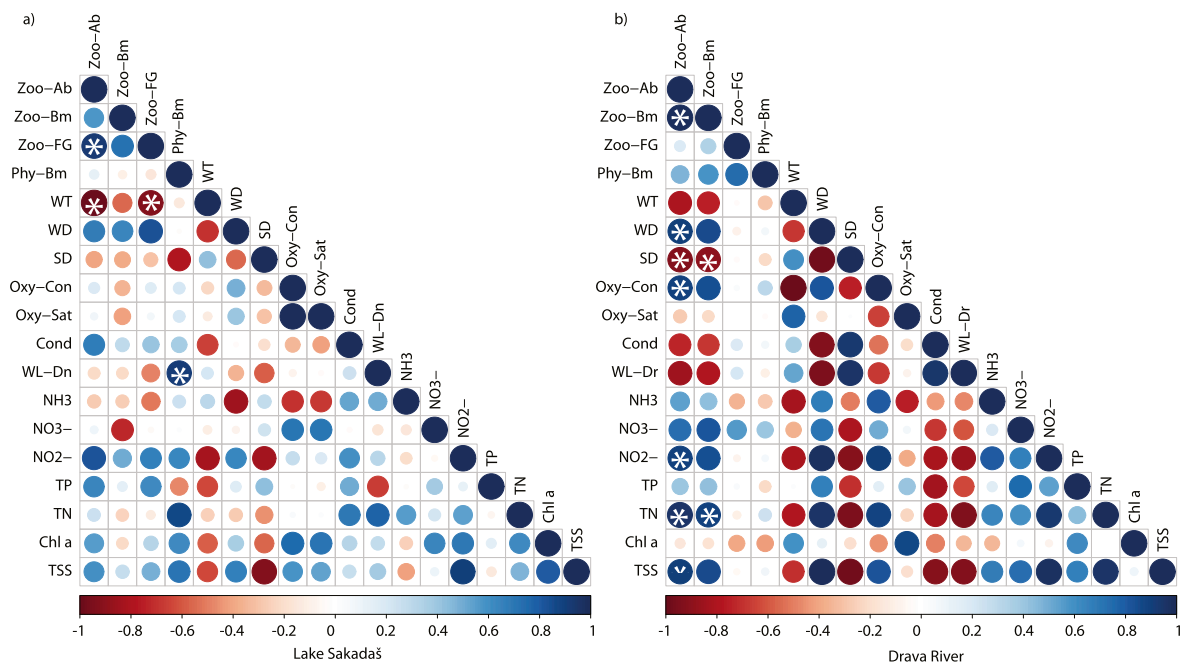 a)
Zoo−Ab
Zoo−Bm
Zoo−FG
Phy−Bm
WT
WD
SD
Oxy−Con
Oxy−Sat
Cond
WL−Dn
NH3
NO3−
NO2−
TP
TN
Chl a
TSS
Zoo−Ab
Zoo−Bm
Zoo−FG
Phy−Bm
WT
WD
SD
Oxy−Con
Oxy−Sat
Cond
WL−Dn
NH3
NO3−
NO2−
TP
TN
Chl a
TSS
-1 -0.8 -0.6 -0.4 -0.2 0 0.2 0.4 0.6 0.8 1
Lake Sakadaš
b)
Zoo−Ab
Zoo−Bm
Zoo−FG
Phy−Bm
WT
WD
SD
Oxy−Con
Oxy−Sat
Cond
WL−Dr
NH3
NO3−
NO2−
TP
TN
Chl a
TSS
Zoo−Ab
Zoo−Bm
Zoo−FG
Phy−Bm
WT
WD
SD
Oxy−Con
Oxy−Sat
Cond
WL−Dr
NH3
NO3−
NO2−
TP
TN
Chl a
TSS
-1 -0.8 -0.6 -0.4 -0.2 0 0.2 0.4 0.6 0.8 1
Drava River